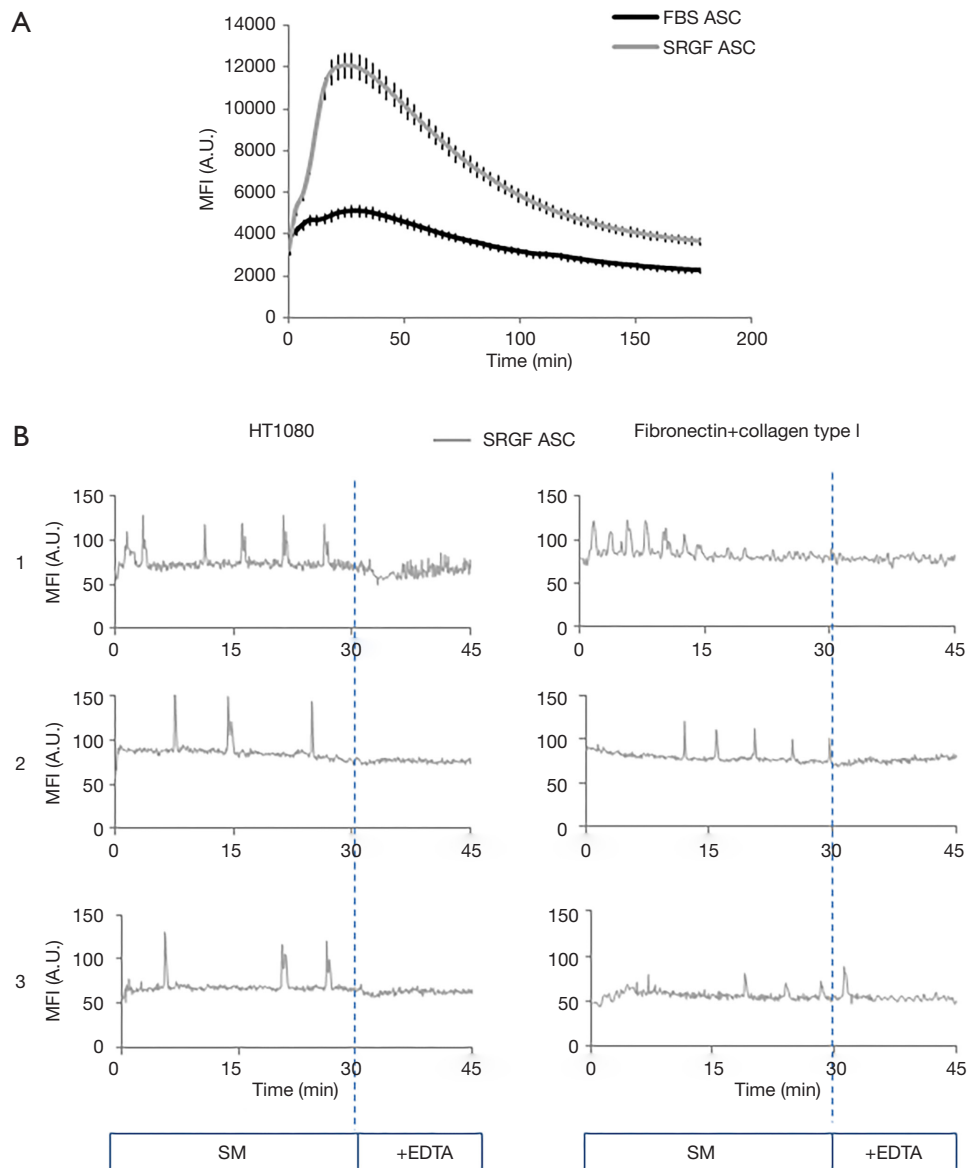 A
FBS ASC
SRGF ASC
14000
12000
10000
8000
6000
4000
2000
0
MFI (A.U.)
0 50 100 150 200
Time (min)
B
HT1080
SRGF ASC
Fibronectin+collagen type I
1
MFI (A.U.)
150
100
50
0
0 15 30 45
150
100
50
0
0 15 30 45
2
MFI (A.U.)
150
100
50
0
0 15 30 45
150
100
50
0
0 15 30 45
3
MFI (A.U.)
150
100
50
0
0 15 30 45
Time (min)
150
100
50
0
0 15 30 45
Time (min)
SM +EDTA
SM +EDTA